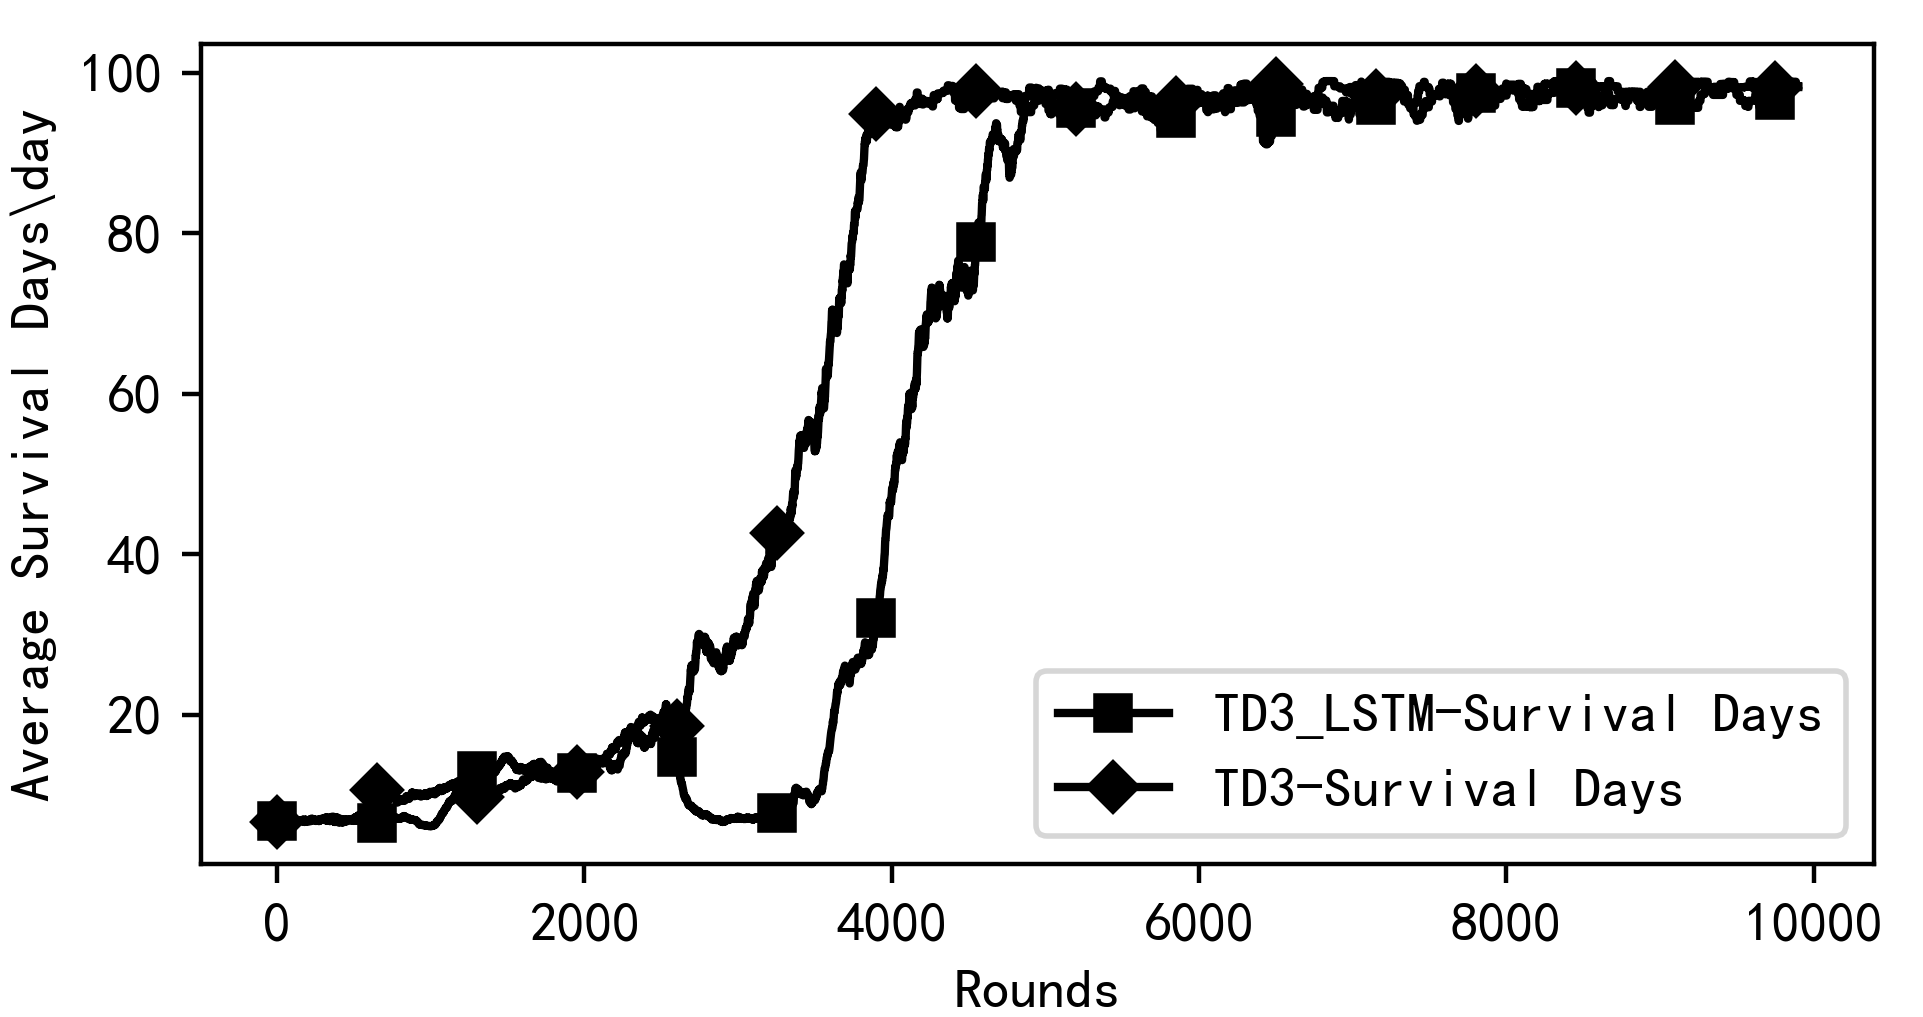 100
80
60
40
20
Average Survival Days\day
TD3_LSTM-Survival Days
TD3-Survival Days
0 2000 4000 6000 8000 10000
Rounds